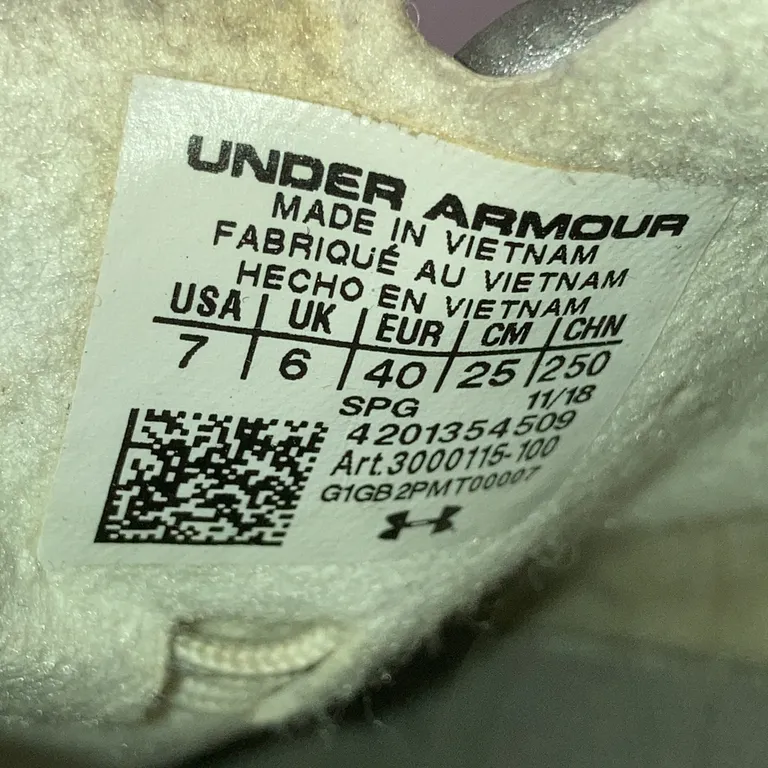 UNDER ARMOUR
MADE IN VIETNAM
FABRIQUÉ AU VIETNAM
HECHO EN VIETNAM
USA | UK | EUR | CM | CHN
7 | 6 | 40 | 25 | 250
SPG 11/18
4201354509
Art.3000115-100
G1GB2PMT00007